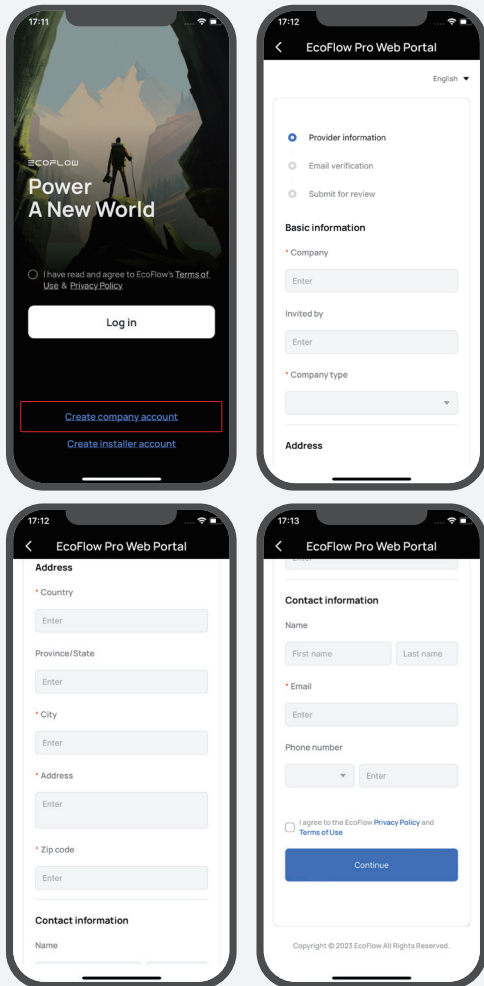 17:11
ECOFLOW
Power
A New World
I have read and agree to EcoFlow's Terms of
Use & Privacy Policy
Log in
Create company account
Create installer account
17:12
EcoFlow Pro Web Portal
English
Provider information
Email verification
Submit for review
Basic information
* Company
Enter
Invited by
Enter
* Company type
Address
17:12
EcoFlow Pro Web Portal
Address
* Country
Enter
Province/State
Enter
* City
Enter
* Address
Enter
* Zip code
Enter
Contact information
Name
17:13
EcoFlow Pro Web Portal
Contact information
Name
First name Last name
* Email
Enter
Phone number
Enter
I agree to the EcoFlow Privacy Policy and
Terms of Use
Continue
Copyright © 2023 EcoFlow All Rights Reserved.